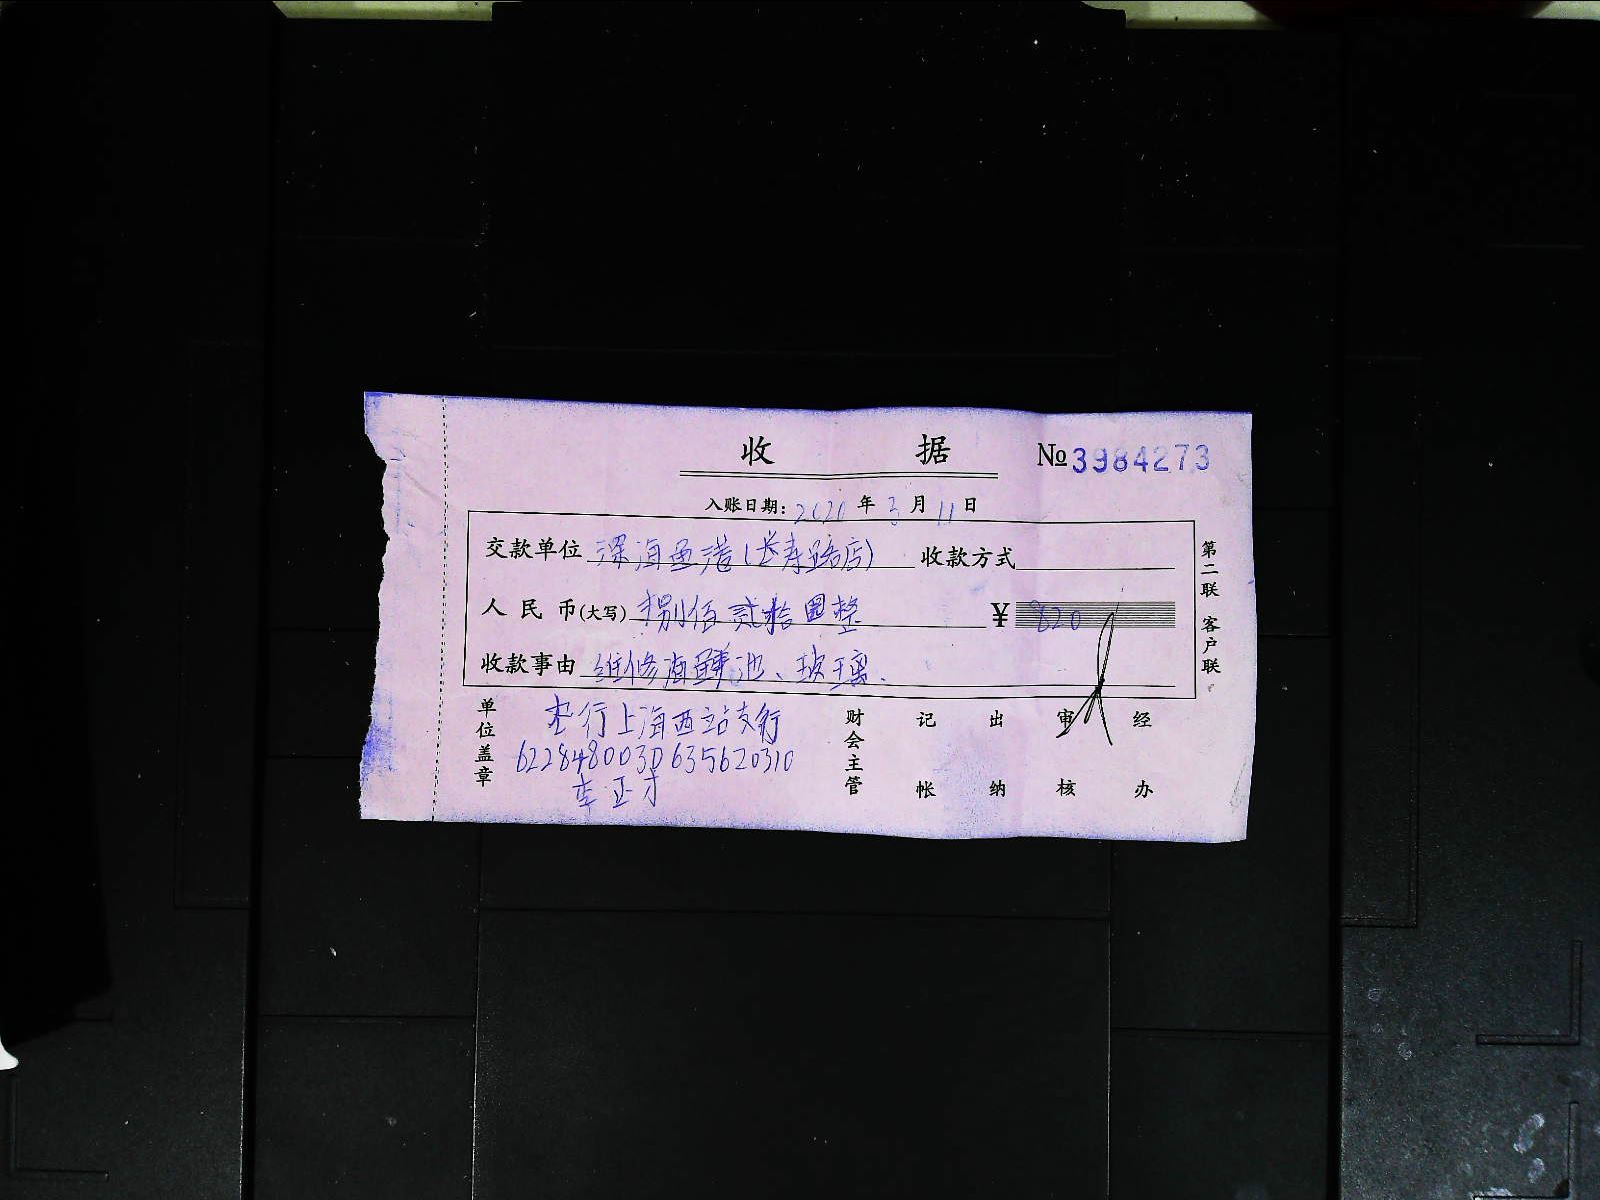 收 据 №3984273
入账日期: 2020 年 3 月 11 日
交款单位 深海渔港(长寿路店) 收款方式
人民币(大写) 捌佰贰拾圆整 ¥ 820
收款事由 维修海鲜池、玻璃.
第二联 客户联
单位盖章
农行上海西站支行
6228480030635620310
李正才
财会主管 记帐 出纳 审核 经办